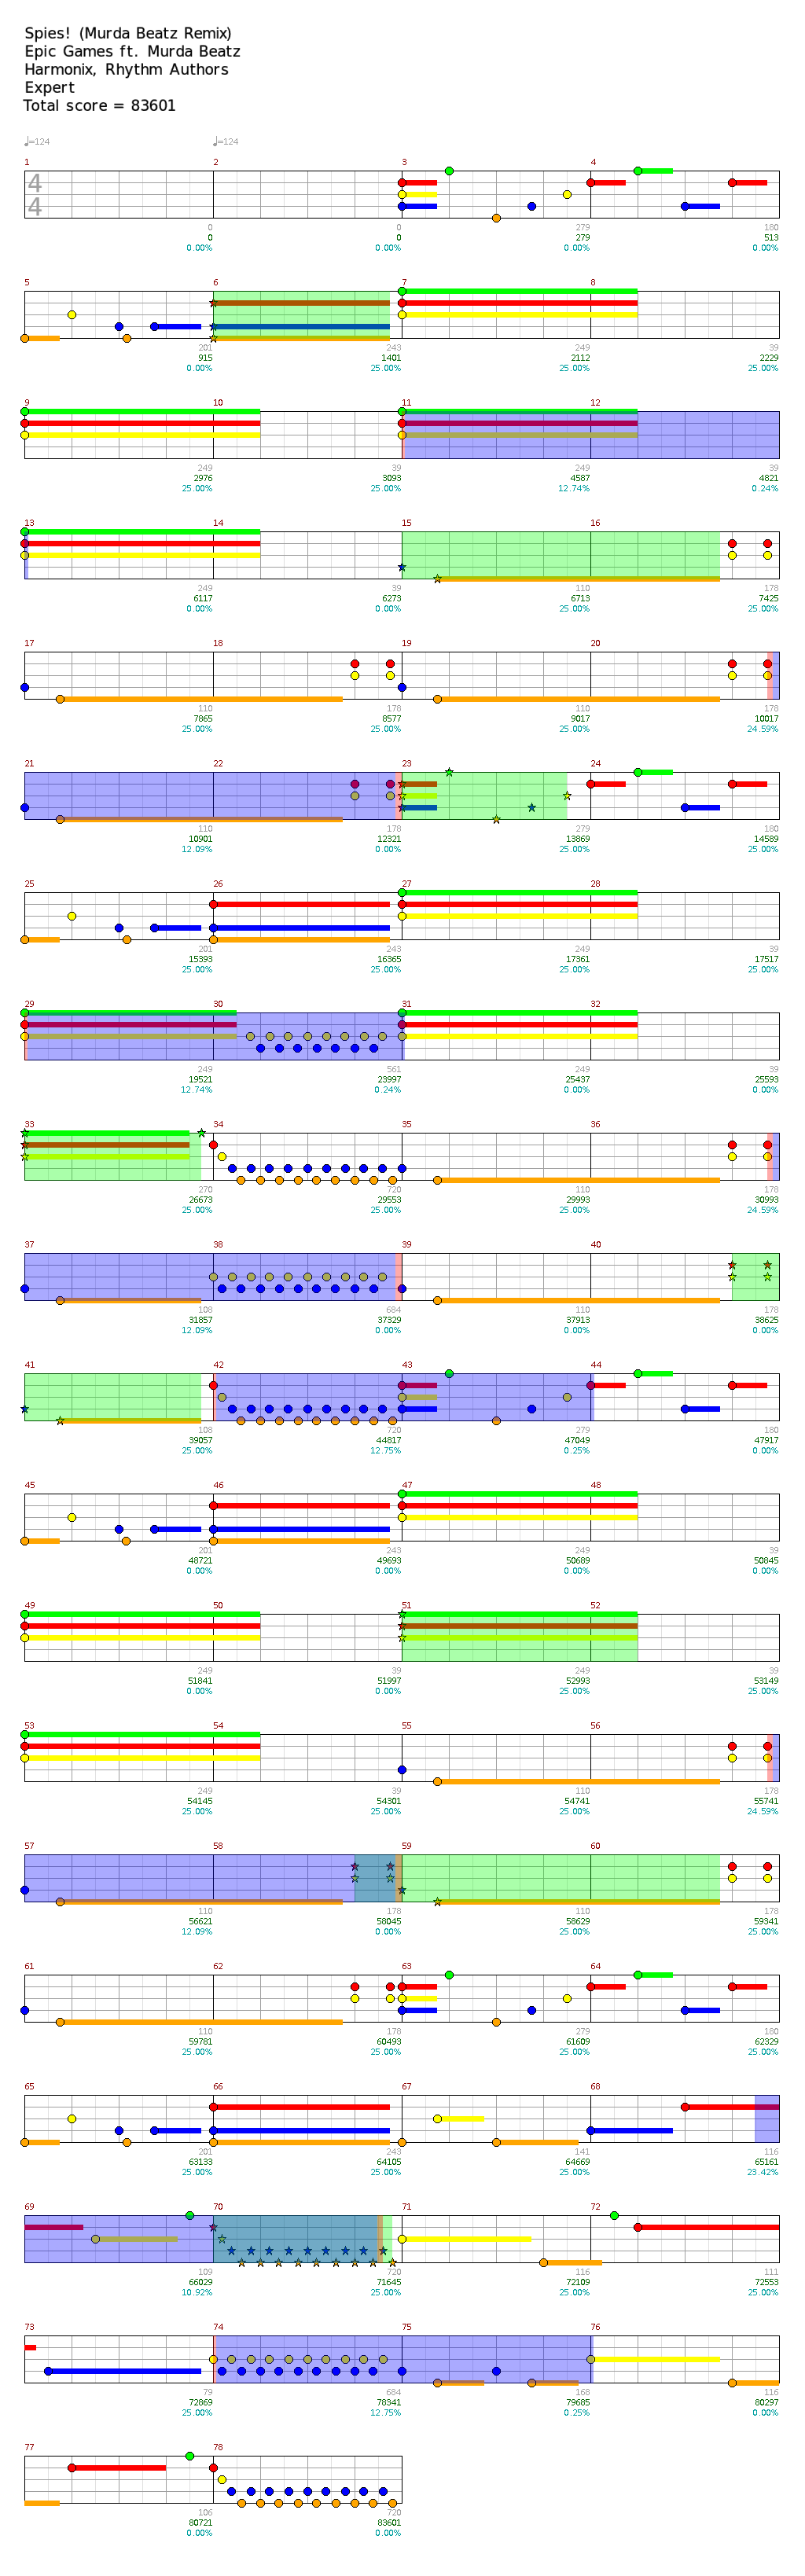 Spies! (Murda Beatz Remix)
Epic Games ft. Murda Beatz
Harmonix, Rhythm Authors
Expert
Total score = 83601
♩=124 ♩=124
1 2 3 4
4
4
0 0 279 180
0 0 279 513
0.00% 0.00% 0.00% 0.00%
5 6 7 8
201 243 249 39
915 1401 2112 2229
0.00% 25.00% 25.00% 25.00%
9 10 11 12
249 39 249 39
2976 3093 4587 4821
25.00% 25.00% 12.74% 0.24%
13 14 15 16
249 39 110 178
6117 6273 6713 7425
0.00% 0.00% 25.00% 25.00%
17 18 19 20
110 178 110 178
7865 8577 9017 10017
25.00% 25.00% 25.00% 24.59%
21 22 23 24
110 178 279 180
10901 12321 13869 14589
12.09% 0.00% 25.00% 25.00%
25 26 27 28
201 243 249 39
15393 16365 17361 17517
25.00% 25.00% 25.00% 25.00%
29 30 31 32
249 561 249 39
19521 23997 25437 25593
12.74% 0.24% 0.00% 0.00%
33 34 35 36
270 720 110 178
26673 29553 29993 30993
25.00% 25.00% 25.00% 24.59%
37 38 39 40
108 684 110 178
31857 37329 37913 38625
12.09% 0.00% 0.00% 0.00%
41 42 43 44
108 720 279 180
39057 44817 47049 47917
25.00% 12.75% 0.25% 0.00%
45 46 47 48
201 243 249 39
48721 49693 50689 50845
0.00% 0.00% 0.00% 0.00%
49 50 51 52
249 39 249 39
51841 51997 52993 53149
0.00% 0.00% 25.00% 25.00%
53 54 55 56
249 39 110 178
54145 54301 54741 55741
25.00% 25.00% 25.00% 24.59%
57 58 59 60
110 178 110 178
56621 58045 58629 59341
12.09% 0.00% 25.00% 25.00%
61 62 63 64
110 178 279 180
59781 60493 61609 62329
25.00% 25.00% 25.00% 25.00%
65 66 67 68
201 243 141 116
63133 64105 64669 65161
25.00% 25.00% 25.00% 23.42%
69 70 71 72
109 720 116 111
66029 71645 72109 72553
10.92% 25.00% 25.00% 25.00%
73 74 75 76
79 684 168 116
72869 78341 79685 80297
25.00% 12.75% 0.25% 0.00%
77 78
106 720
80721 83601
0.00% 0.00%